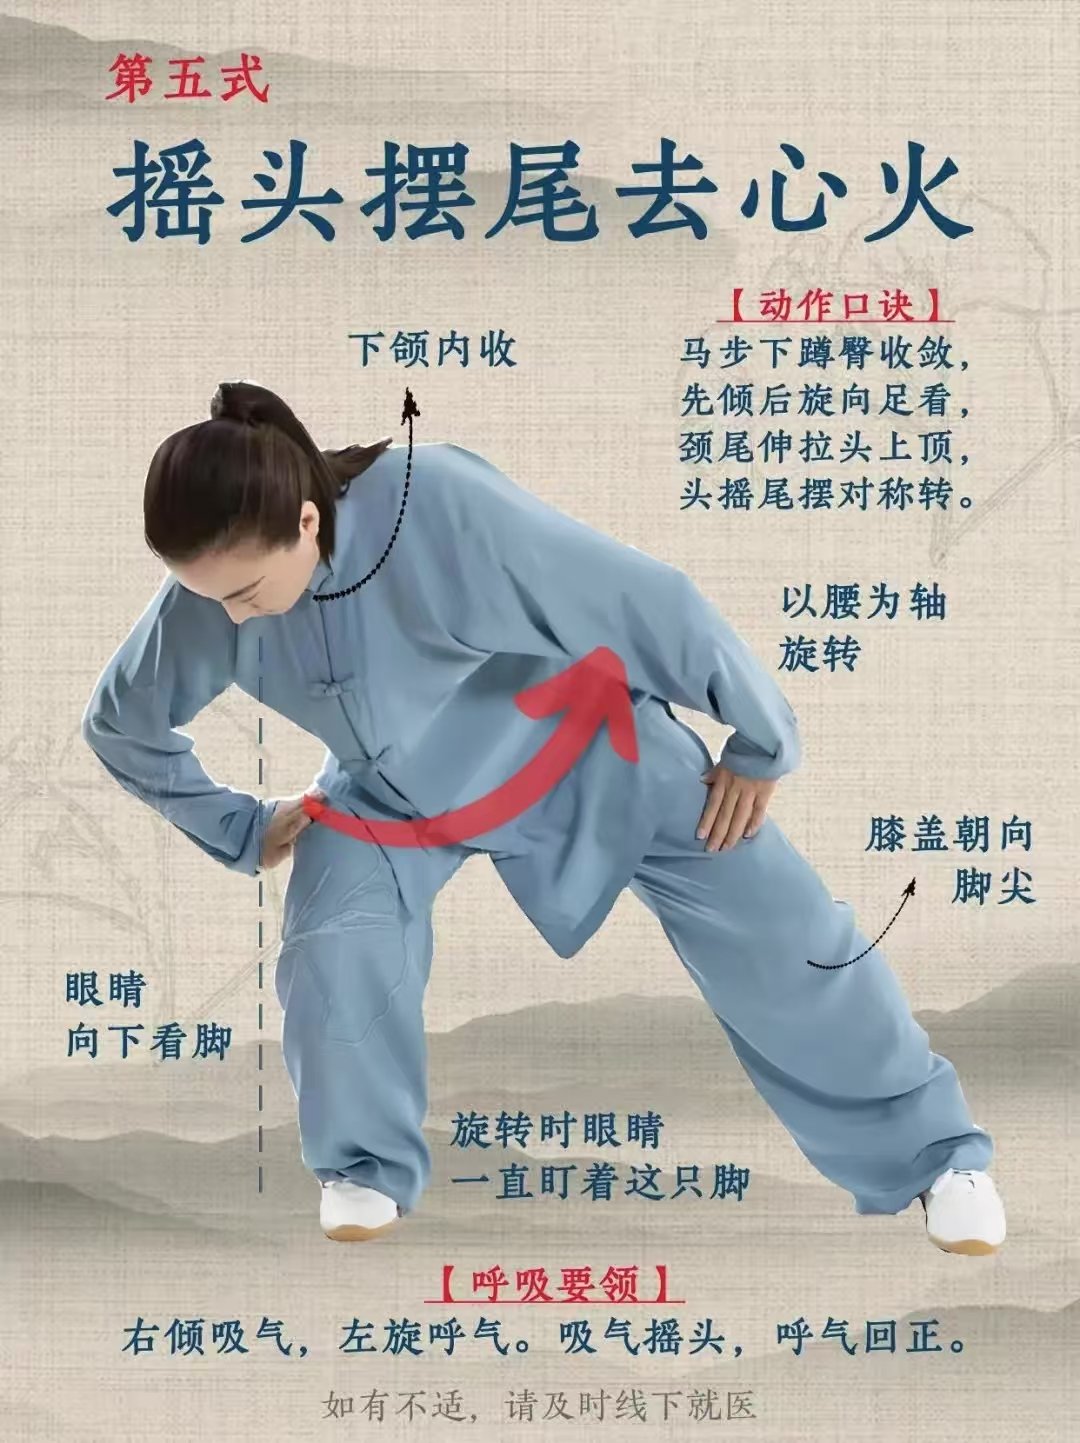 第五式
摇头摆尾去心火
【动作口诀】
马步下蹲臀收敛，
先倾后旋向足看，
颈尾伸拉头上顶，
头摇尾摆对称转。
下颌内收
以腰为轴
旋转
膝盖朝向
脚尖
眼睛
向下看脚
旋转时眼睛
一直盯着这只脚
【呼吸要领】
右倾吸气，左旋呼气。吸气摇头，呼气回正。
如有不适，请及时线下就医